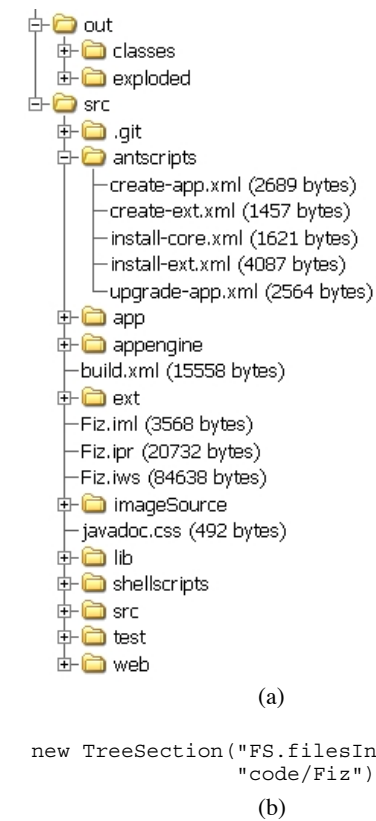 out
classes
exploded
src
.git
antscripts
create-app.xml (2689 bytes)
create-ext.xml (1457 bytes)
install-core.xml (1621 bytes)
install-ext.xml (4087 bytes)
upgrade-app.xml (2564 bytes)
app
appengine
build.xml (15558 bytes)
ext
Fiz.iml (3568 bytes)
Fiz.ipr (20732 bytes)
Fiz.iws (84638 bytes)
imageSource
javadoc.css (492 bytes)
lib
shellscripts
src
test
web
(a)
new TreeSection("FS.filesIn
"code/Fiz")
(b)